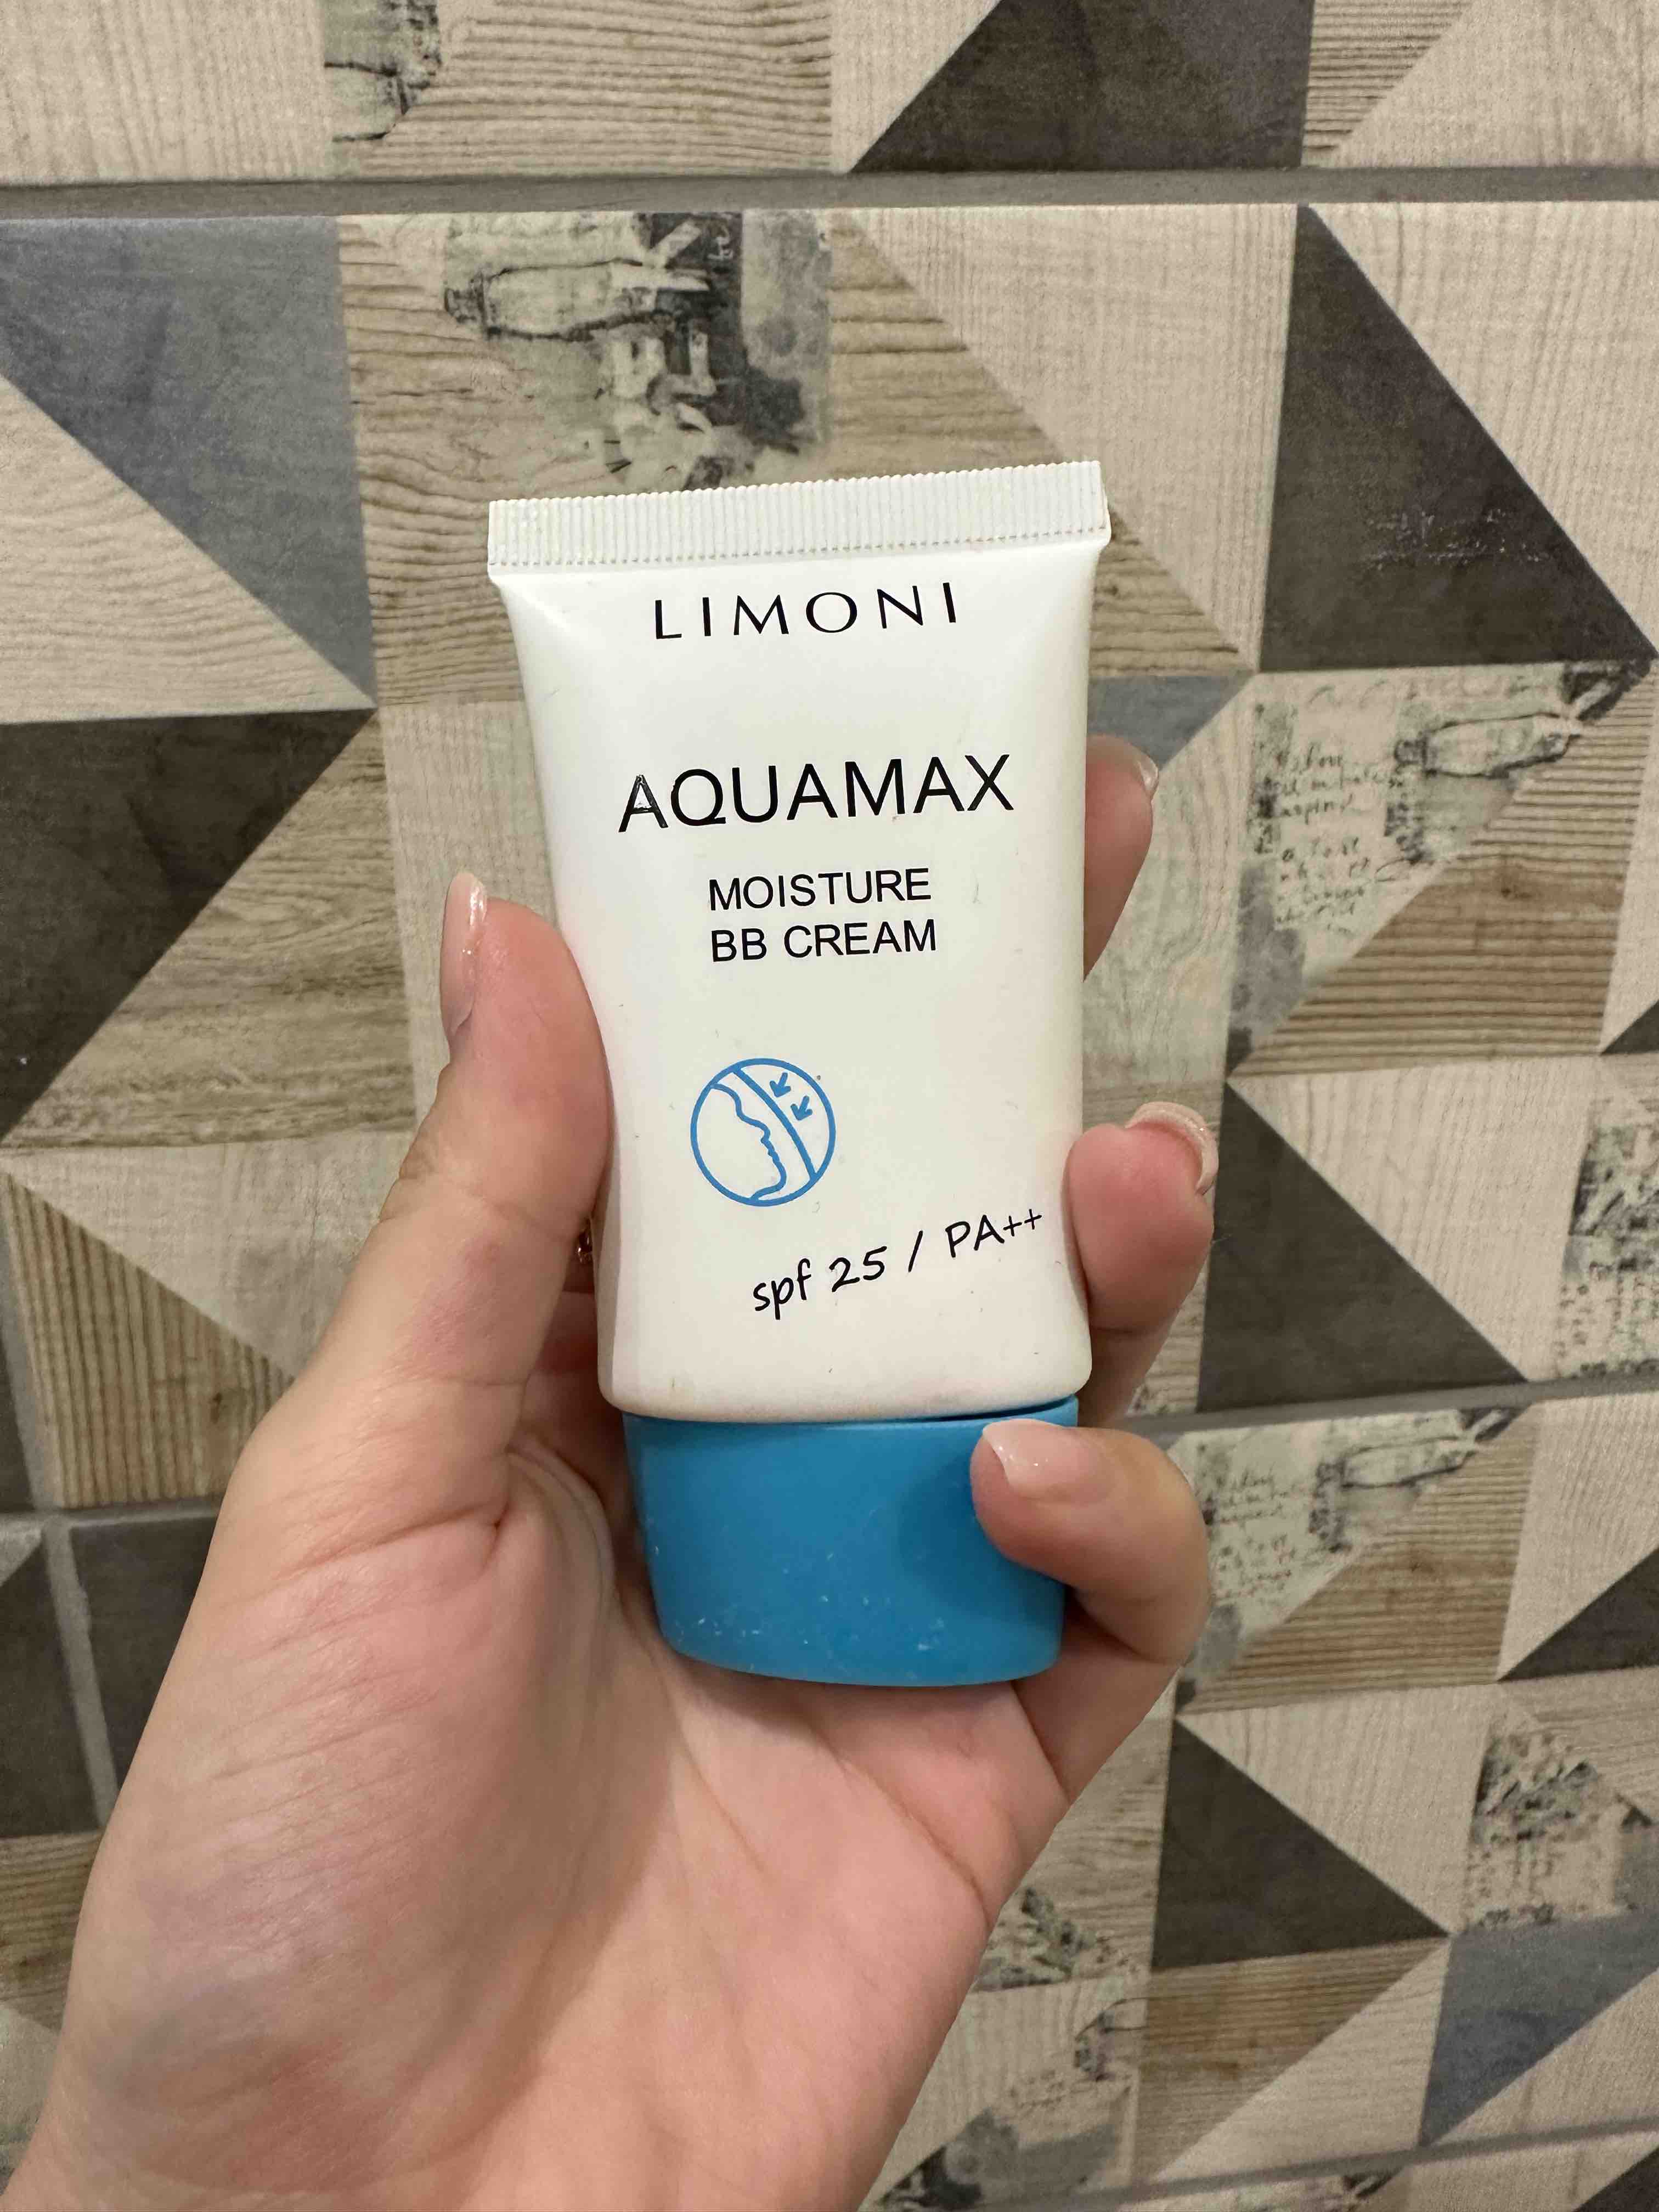 LIMONI
AQUAMAX
MOISTURE
BB CREAM
spf 25 / PA++